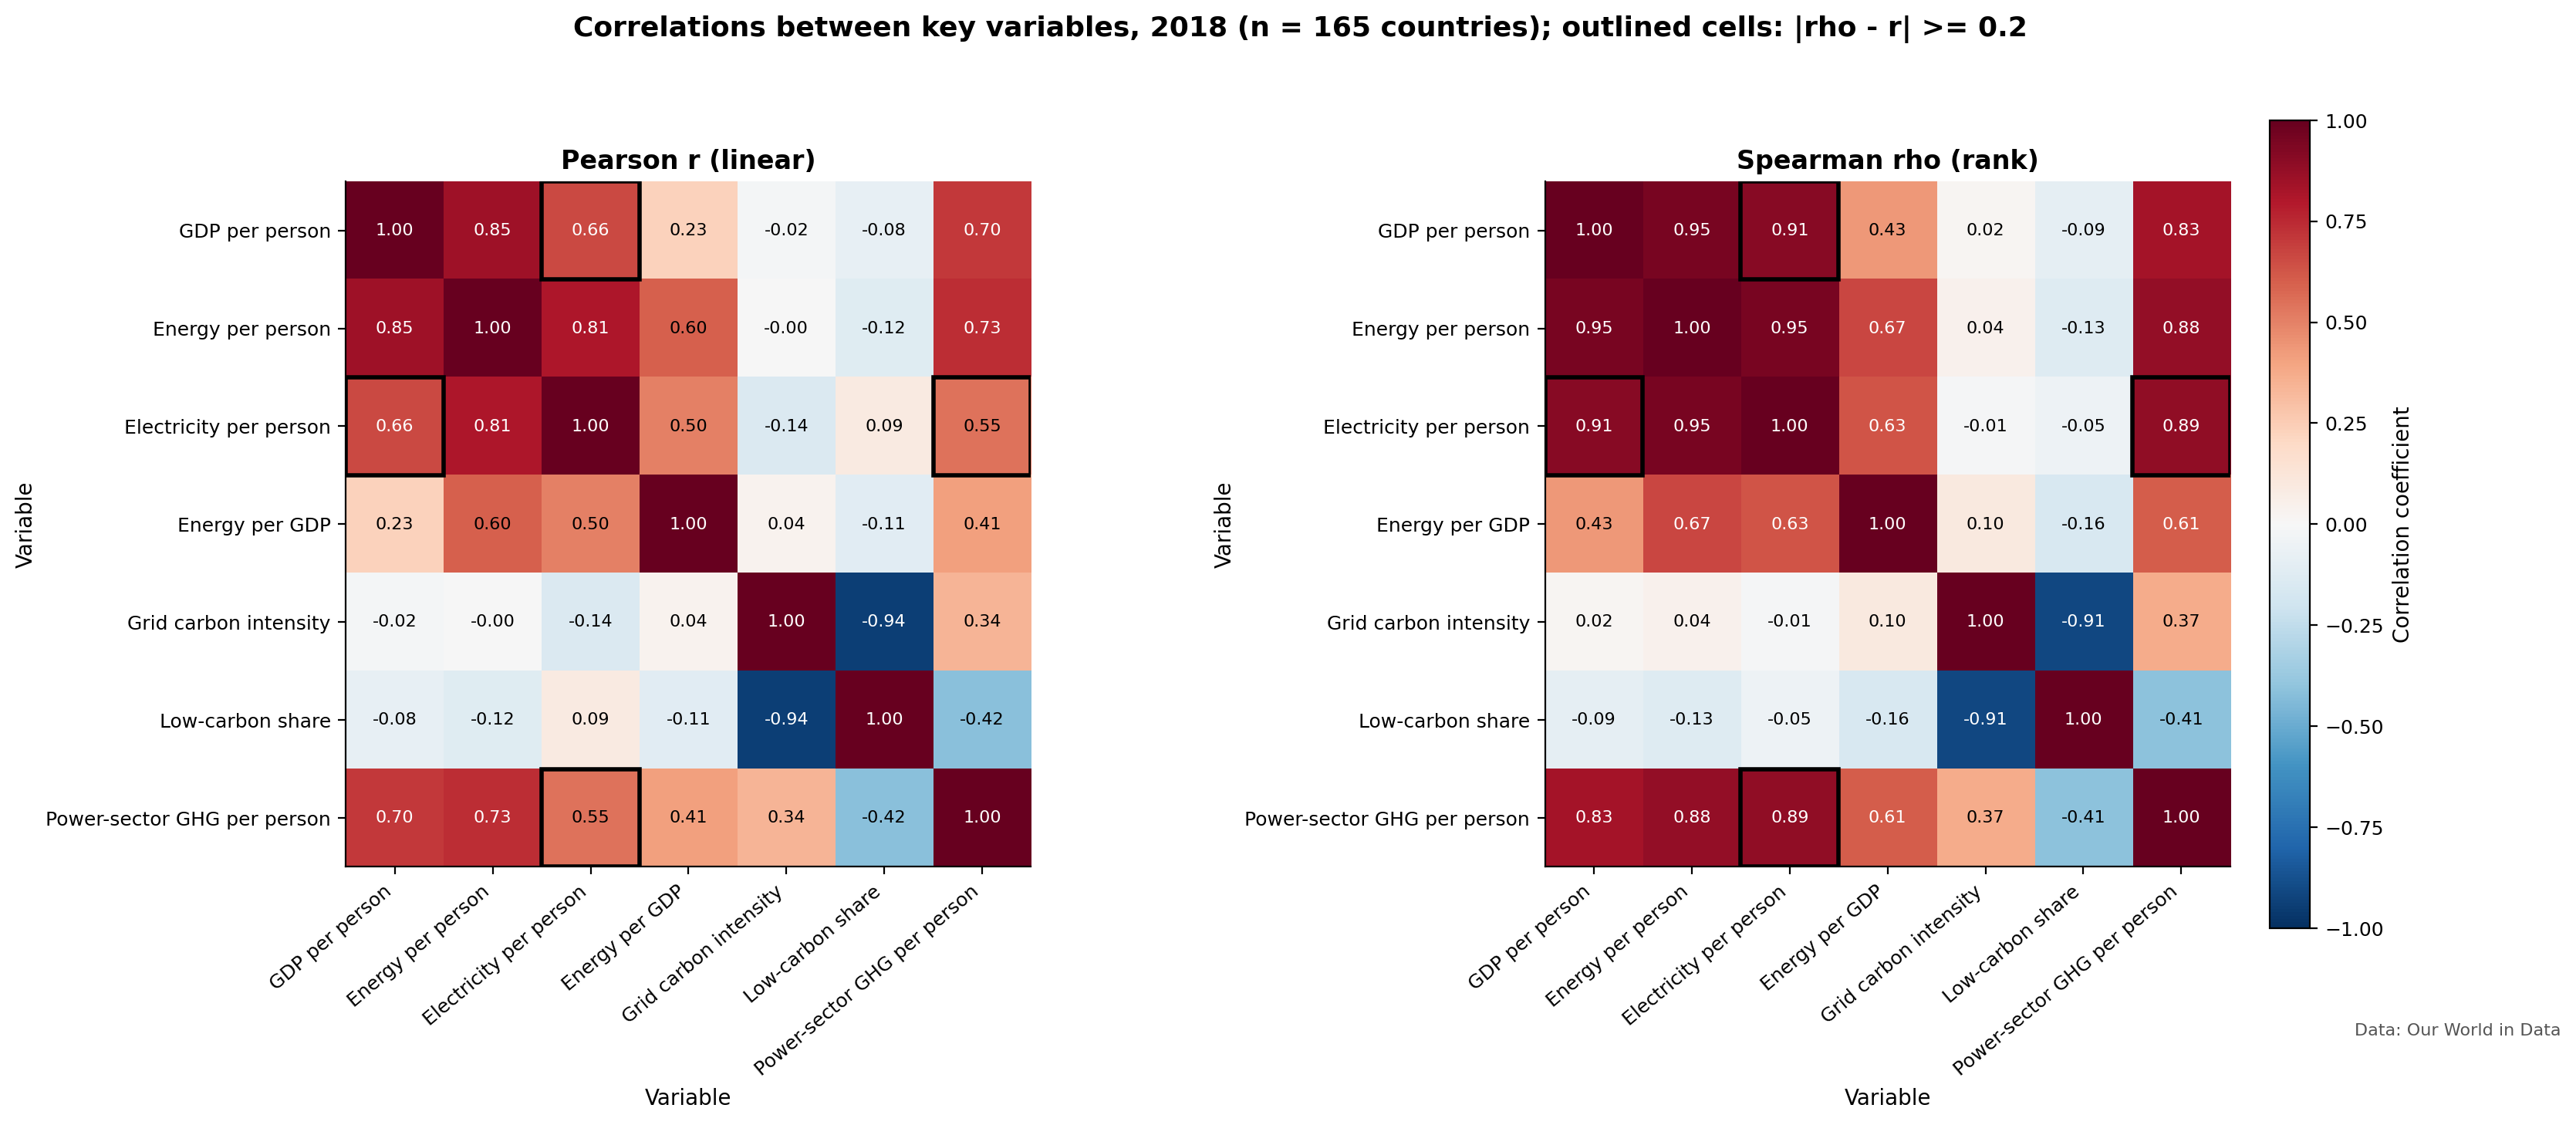 Correlations between key variables, 2018 (n = 165 countries); outlined cells: |rho - r| >= 0.2
Pearson r (linear)
Variable
GDP per person 1.00 0.85 0.66 0.23 -0.02 -0.08 0.70
Energy per person 0.85 1.00 0.81 0.60 -0.00 -0.12 0.73
Electricity per person 0.66 0.81 1.00 0.50 -0.14 0.09 0.55
Energy per GDP 0.23 0.60 0.50 1.00 0.04 -0.11 0.41
Grid carbon intensity -0.02 -0.00 -0.14 0.04 1.00 -0.94 0.34
Low-carbon share -0.08 -0.12 0.09 -0.11 -0.94 1.00 -0.42
Power-sector GHG per person 0.70 0.73 0.55 0.41 0.34 -0.42 1.00
GDP per person
Energy per person
Electricity per person
Energy per GDP
Grid carbon intensity
Low-carbon share
Power-sector GHG per person
Variable
Spearman rho (rank)
Variable
GDP per person 1.00 0.95 0.91 0.43 0.02 -0.09 0.83
Energy per person 0.95 1.00 0.95 0.67 0.04 -0.13 0.88
Electricity per person 0.91 0.95 1.00 0.63 -0.01 -0.05 0.89
Energy per GDP 0.43 0.67 0.63 1.00 0.10 -0.16 0.61
Grid carbon intensity 0.02 0.04 -0.01 0.10 1.00 -0.91 0.37
Low-carbon share -0.09 -0.13 -0.05 -0.16 -0.91 1.00 -0.41
Power-sector GHG per person 0.83 0.88 0.89 0.61 0.37 -0.41 1.00
GDP per person
Energy per person
Electricity per person
Energy per GDP
Grid carbon intensity
Low-carbon share
Power-sector GHG per person
Variable
1.00
0.75
0.50
0.25
0.00
−0.25
−0.50
−0.75
−1.00
Correlation coefficient
Data: Our World in Data